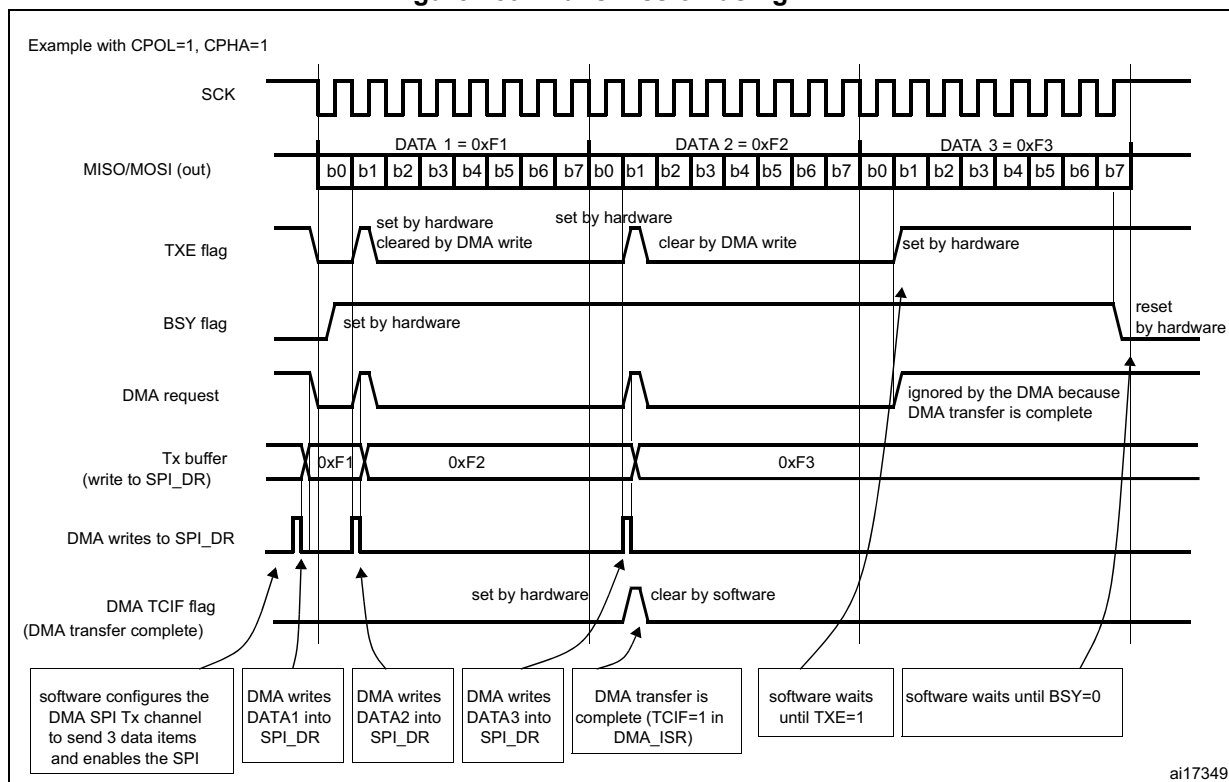 Example with CPOL=1, CPHA=1
SCK
DATA 1 = 0xF1
DATA 2 = 0xF2
DATA 3 = 0xF3
MISO/MOSI (out)
b0 b1 b2 b3 b4 b5 b6 b7 b0 b1 b2 b3 b4 b5 b6 b7 b0 b1 b2 b3 b4 b5 b6 b7
TXE flag
set by hardware
cleared by DMA write
set by hardware
clear by DMA write
set by hardware
BSY flag
set by hardware
reset
by hardware
DMA request
ignored by the DMA because
DMA transfer is complete
Tx buffer
(write to SPI_DR)
0xF1
0xF2
0xF3
DMA writes to SPI_DR
DMA TCIF flag
(DMA transfer complete)
set by hardware
clear by software
software configures the
DMA SPI Tx channel
to send 3 data items
and enables the SPI
DMA writes
DATA1 into
SPI_DR
DMA writes
DATA2 into
SPI_DR
DMA writes
DATA3 into
SPI_DR
DMA transfer is
complete (TCIF=1 in
DMA_ISR)
software waits
until TXE=1
software waits until BSY=0
ai17349